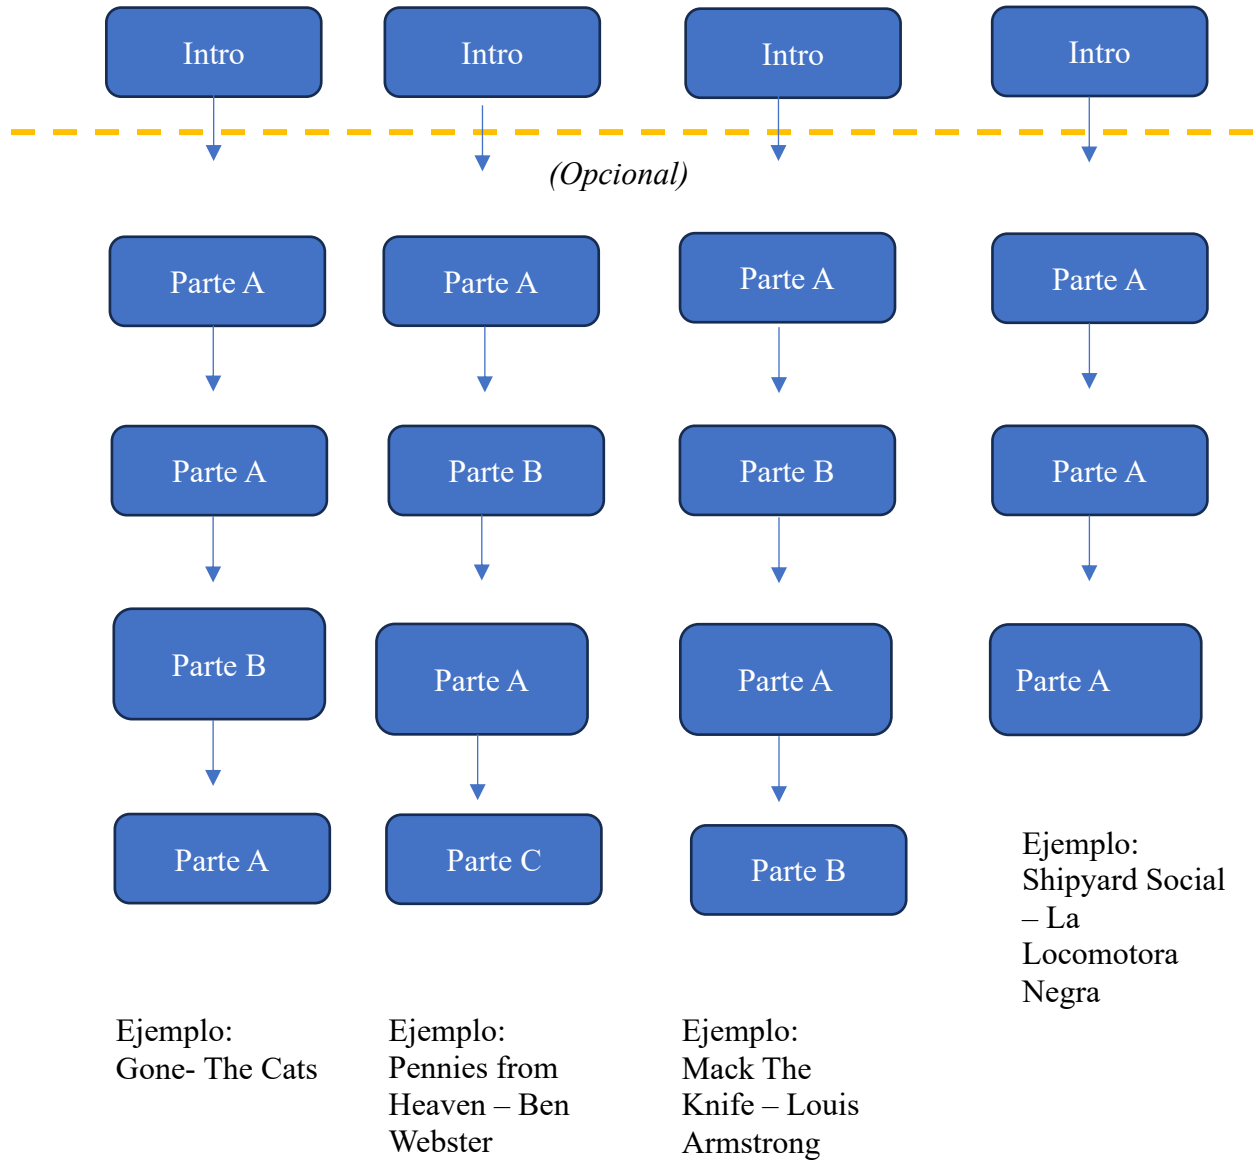 Intro
Intro
Intro
Intro
(Opcional)
Parte A
Parte A
Parte A
Parte A
Parte A
Parte B
Parte B
Parte A
Parte B
Parte A
Parte A
Parte A
Parte A
Parte C
Parte B
Ejemplo:
Shipyard Social
– La
Locomotora
Negra
Ejemplo:
Gone- The Cats
Ejemplo:
Pennies from
Heaven – Ben
Webster
Ejemplo:
Mack The
Knife – Louis
Armstrong